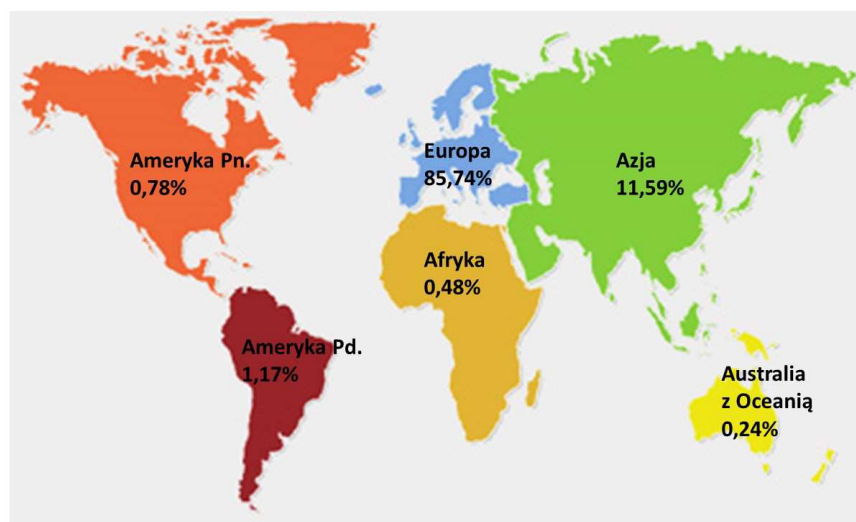 Ameryka Pn.
0,78%
Europa
85,74%
Azja
11,59%
Afryka
0,48%
Ameryka Pd.
1,17%
Australia
z Oceanią
0,24%